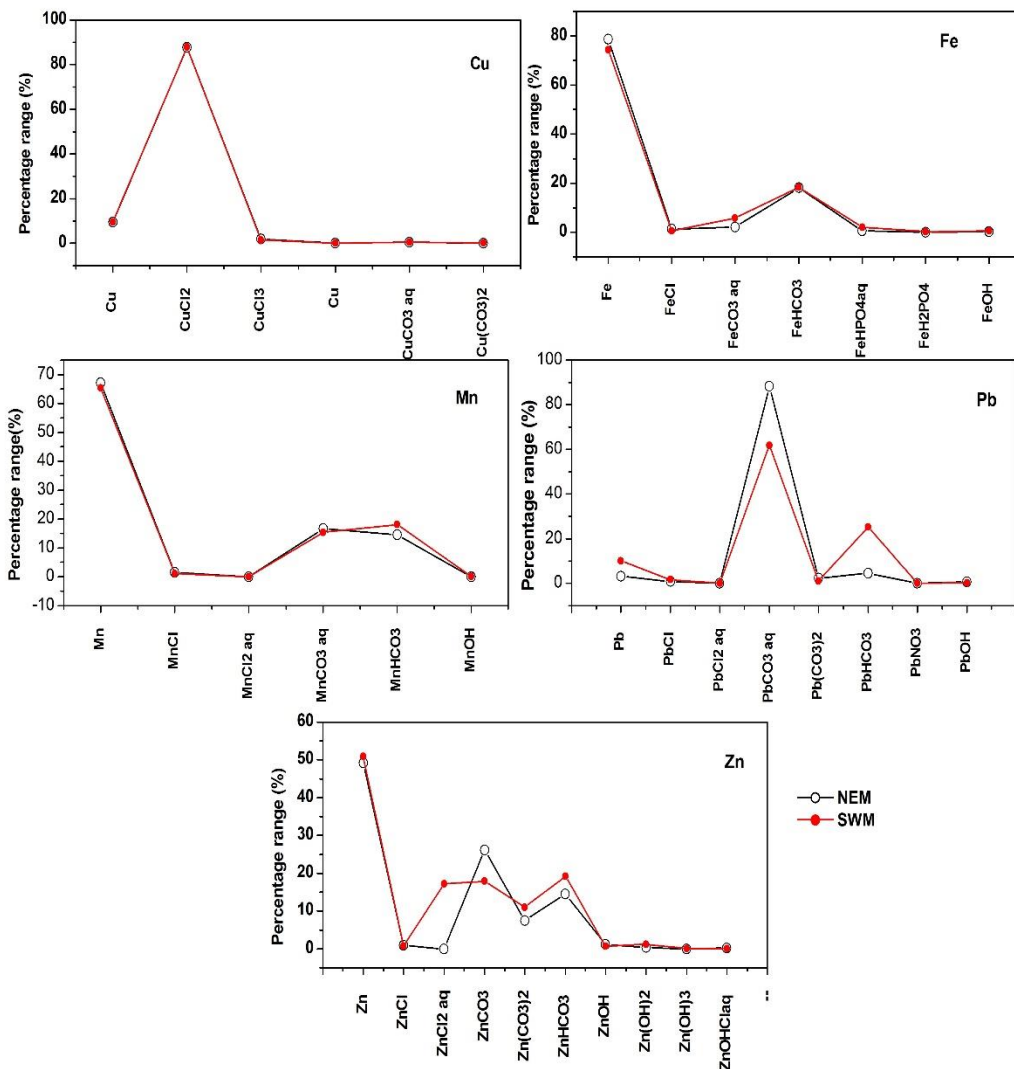 Cu
Percentage range (%)
100
80
60
40
20
0
Cu
CuCl2
CuCl3
Cu
CuCO3 aq
Cu(CO3)2
Fe
Percentage range (%)
80
60
40
20
0
Fe
FeCl
FeCO3 aq
FeHCO3
FeHPO4aq
FeH2PO4
FeOH
Mn
Percentage range(%)
70
60
50
40
30
20
10
0
-10
Mn
MnCl
MnCl2 aq
MnCO3 aq
MnHCO3
MnOH
Pb
Percentage range (%)
100
80
60
40
20
0
Pb
PbCl
PbCl2 aq
PbCO3 aq
Pb(CO3)2
PbHCO3
PbNO3
PbOH
Zn
Percentage range (%)
60
50
40
30
20
10
0
Zn
ZnCl
ZnCl2 aq
ZnCO3
Zn(CO3)2
ZnHCO3
ZnOH
Zn(OH)2
Zn(OH)3
ZnOHClaq
--
NEM
SWM